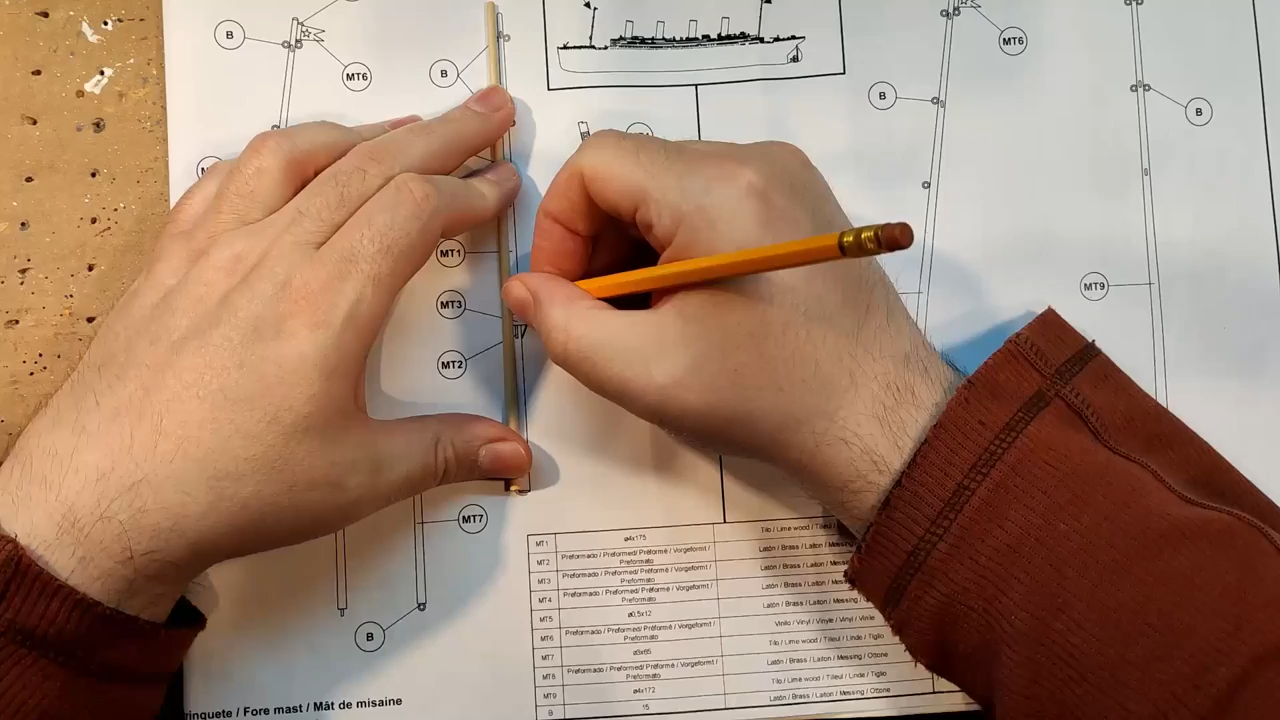 B
MT6
B
MT6
B
B
MT1
MT9
MT3
MT2
MT7
B
MT1 ø4x175 Tilo / Lime wood / Tilleul /
MT2 Preformado / Preformed/ Préformé / Vorgeformt / Preformato Latón / Brass / Laiton / Messing
MT3 Preformado / Preformed/ Préformé / Vorgeformt / Preformato Latón / Brass / Laiton /
MT4 Preformado / Preformed/ Préformé / Vorgeformt / Preformato Latón / Brass / Laiton /
MT5 ø0,5x12 Latón / Brass / Laiton / Messing /
MT6 Preformado / Preformed/ Préformé / Vorgeformt / Preformato Vinilo / Vinyl / Vinyle / Vinyl / Vinile
MT7 ø3x65 Tilo / Lime wood / Tilleul / Linde / Tiglio
MT8 Preformado / Preformed/ Préformé / Vorgeformt / Preformato Latón / Brass / Laiton / Messing / Ottone
MT9 ø4x172 Tilo / Lime wood / Tilleul / Linde / Tiglio
B 15 Latón / Brass / Laiton / Messing / Ottone
/ Fore mast / Mât de misaine